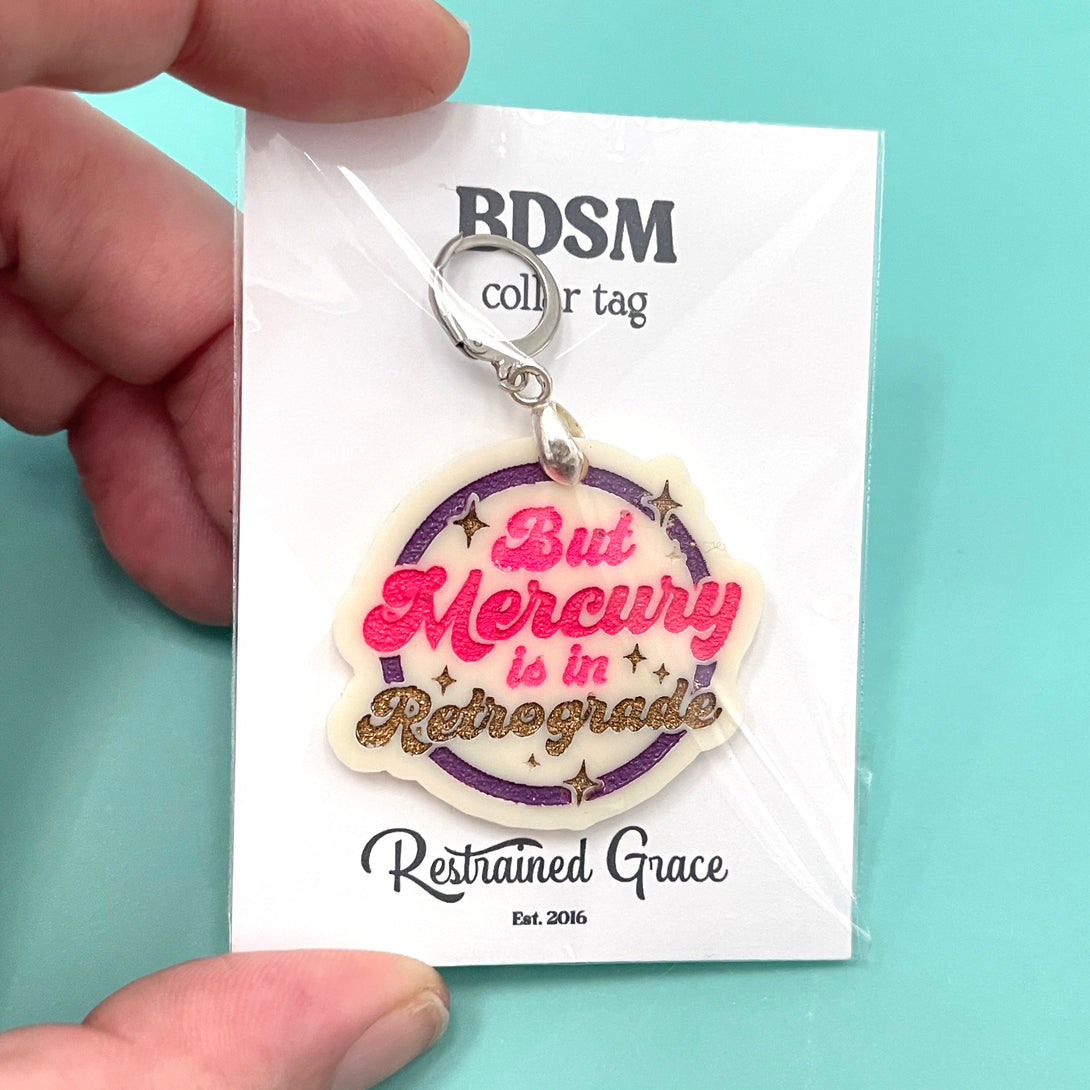 BDSM
collar tag
But
Mercury
is in
Retrograde
Restrained Grace
Est. 2016